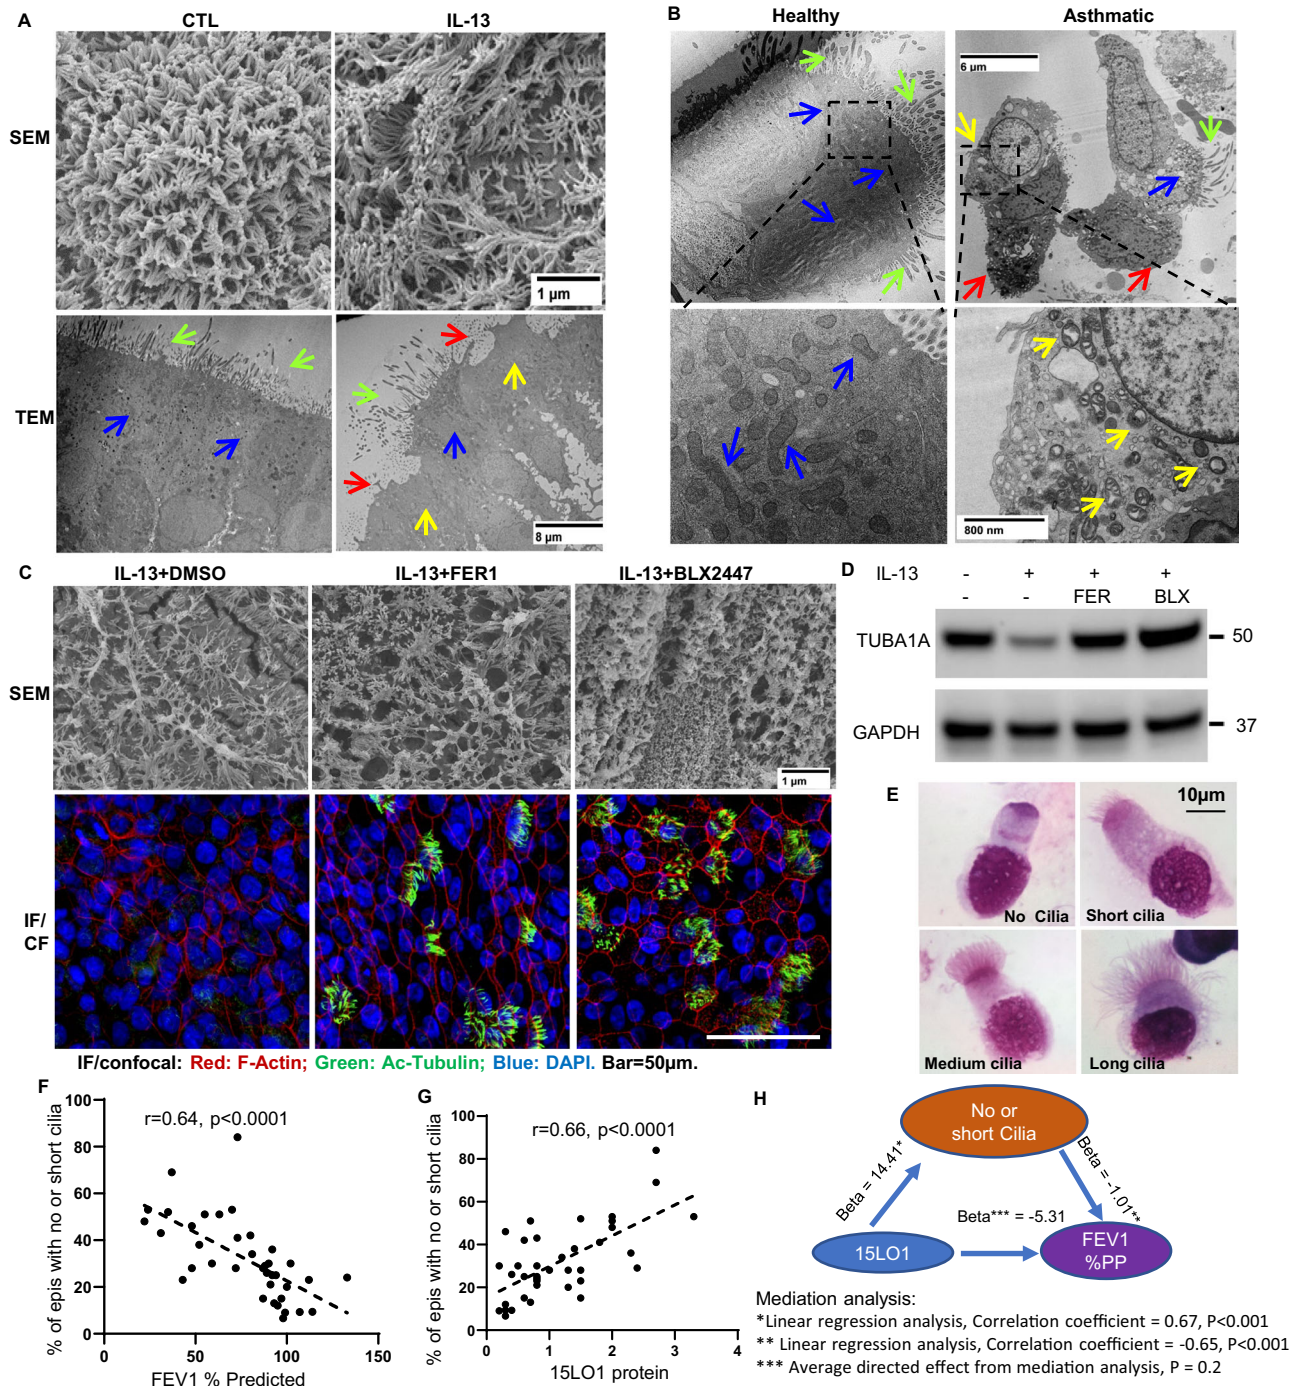 A
CTL
IL-13
SEM
1 µm
TEM
8 µm
B
Healthy
Asthmatic
6 µm
800 nm
C
IL-13+DMSO
IL-13+FER1
IL-13+BLX2447
SEM
1 µm
IF/
CF
IF/confocal: Red: F-Actin; Green: Ac-Tubulin; Blue: DAPI. Bar=50µm.
D
IL-13 - + + +
- - FER BLX
TUBA1A
50
GAPDH
37
E
10µm
No Cilia
Short cilia
Medium cilia
Long cilia
F
r=0.64, p<0.0001
% of epis with no or short cilia
100
80
60
40
20
0
0 50 100 150
FEV1 % Predicted
G
r=0.66, p<0.0001
% of epis with no or short cilia
100
80
60
40
20
0
0 1 2 3 4
15LO1 protein
H
No or
short Cilia
Beta = 14.41*
Beta = -1.01**
Beta*** = -5.31
15LO1
FEV1
%PP
Mediation analysis:
*Linear regression analysis, Correlation coefficient = 0.67, P<0.001
** Linear regression analysis, Correlation coefficient = -0.65, P<0.001
*** Average directed effect from mediation analysis, P = 0.2